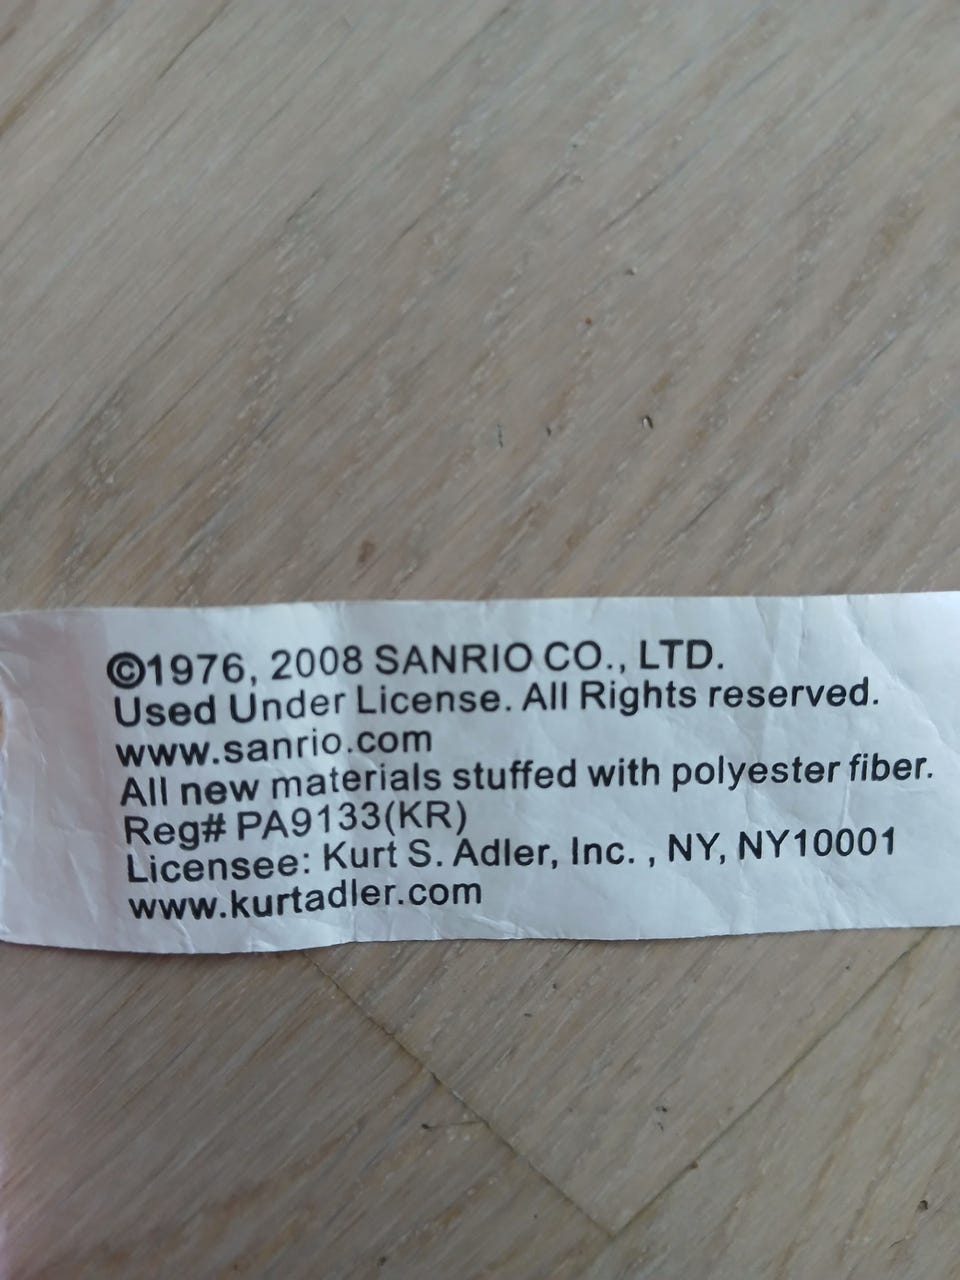 ©1976, 2008 SANRIO CO., LTD.
Used Under License. All Rights reserved.
www.sanrio.com
All new materials stuffed with polyester fiber.
Reg# PA9133(KR)
Licensee: Kurt S. Adler, Inc. , NY, NY10001
www.kurtadler.com